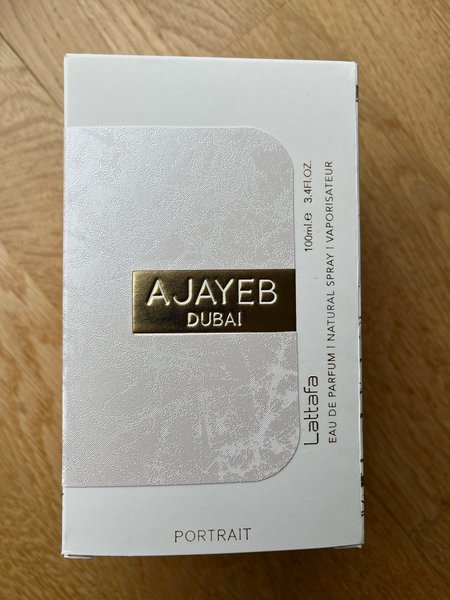 AJAYEB
DUBAI
Lattafa
100ml.e 3.4FL.OZ.
EAU DE PARFUM I NATURAL SPRAY I VAPORISATEUR
PORTRAIT